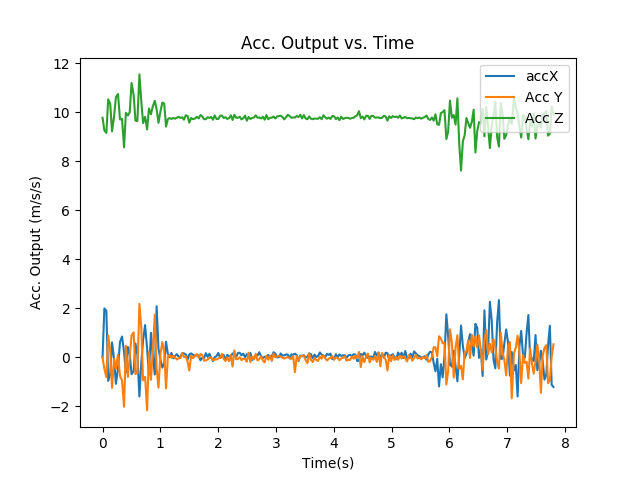 Acc. Output vs. Time
accX
Acc Y
Acc Z
12
10
8
6
4
2
0
−2
Acc. Output (m/s/s)
0 1 2 3 4 5 6 7 8
Time(s)